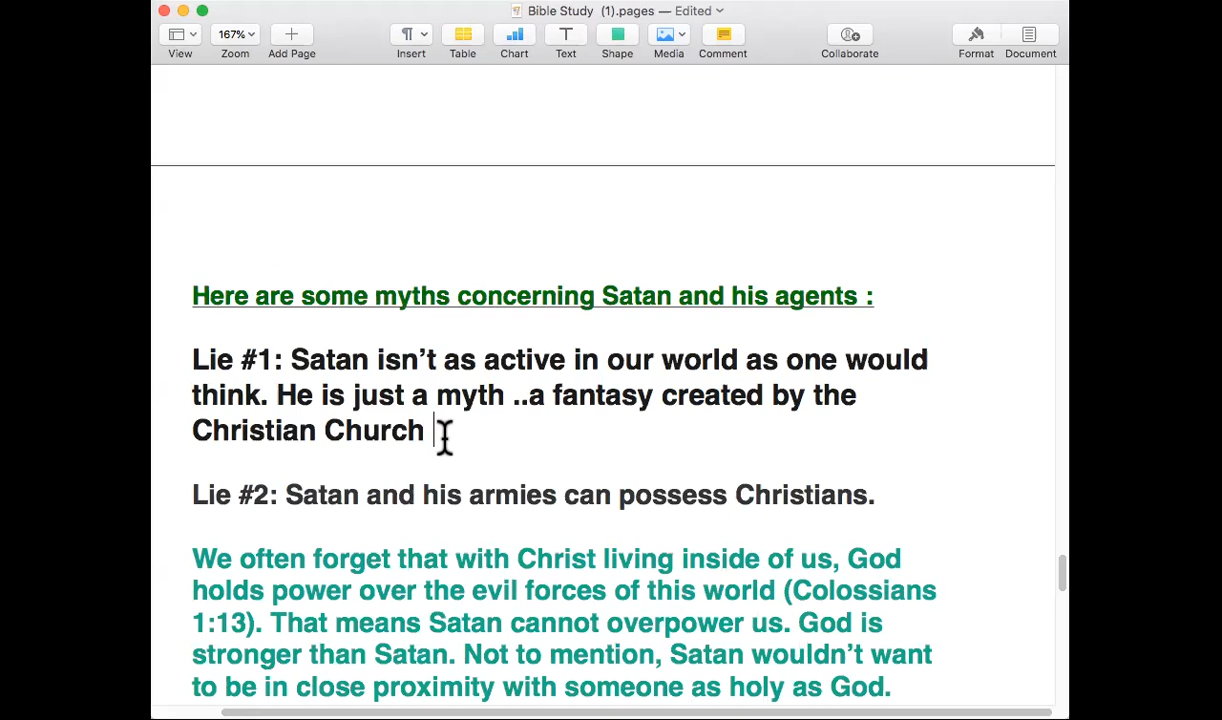 Bible Study (1).pages — Edited
167%
View
Zoom
Add Page
Insert
Table
Chart
Text
Shape
Media
Comment
Collaborate
Format
Document
Here are some myths concerning Satan and his agents :
Lie #1: Satan isn’t as active in our world as one would
think. He is just a myth ..a fantasy created by the
Christian Church
Lie #2: Satan and his armies can possess Christians.
We often forget that with Christ living inside of us, God
holds power over the evil forces of this world (Colossians
1:13). That means Satan cannot overpower us. God is
stronger than Satan. Not to mention, Satan wouldn’t want
to be in close proximity with someone as holy as God.